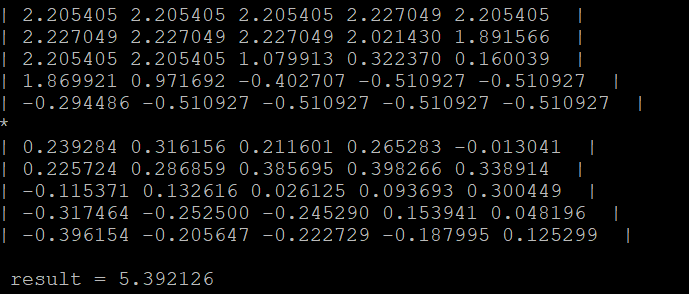 | 2.205405 2.205405 2.205405 2.227049 2.205405 |
| 2.227049 2.227049 2.227049 2.021430 1.891566 |
| 2.205405 2.205405 1.079913 0.322370 0.160039 |
| 1.869921 0.971692 -0.402707 -0.510927 -0.510927 |
| -0.294486 -0.510927 -0.510927 -0.510927 -0.510927 |
*
| 0.239284 0.316156 0.211601 0.265283 -0.013041 |
| 0.225724 0.286859 0.385695 0.398266 0.338914 |
| -0.115371 0.132616 0.026125 0.093693 0.300449 |
| -0.317464 -0.252500 -0.245290 0.153941 0.048196 |
| -0.396154 -0.205647 -0.222729 -0.187995 0.125299 |
result = 5.392126